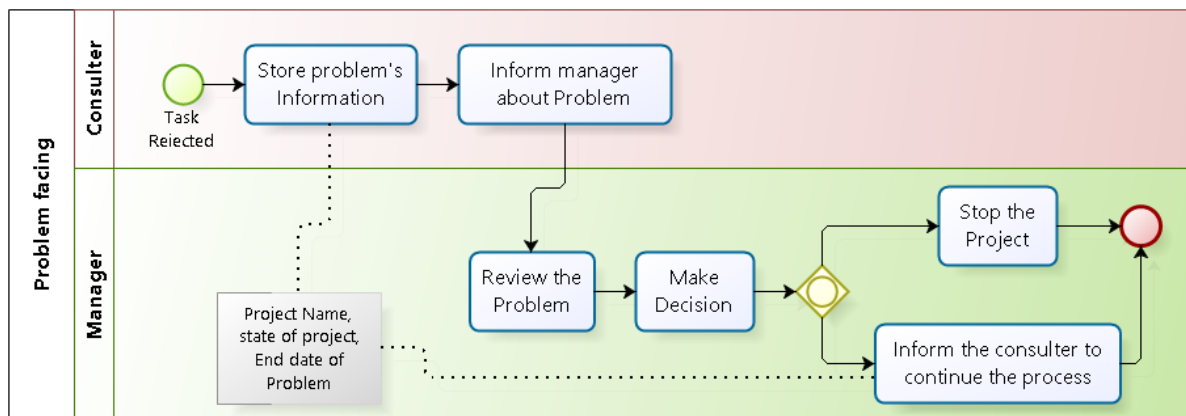 Problem facing
Consulter
Task
Reiected
Store problem's
Information
Inform manager
about Problem
Manager
Project Name,
state of project,
End date of
Problem
Review the
Problem
Make
Decision
Stop the
Project
Inform the consulter to
continue the process